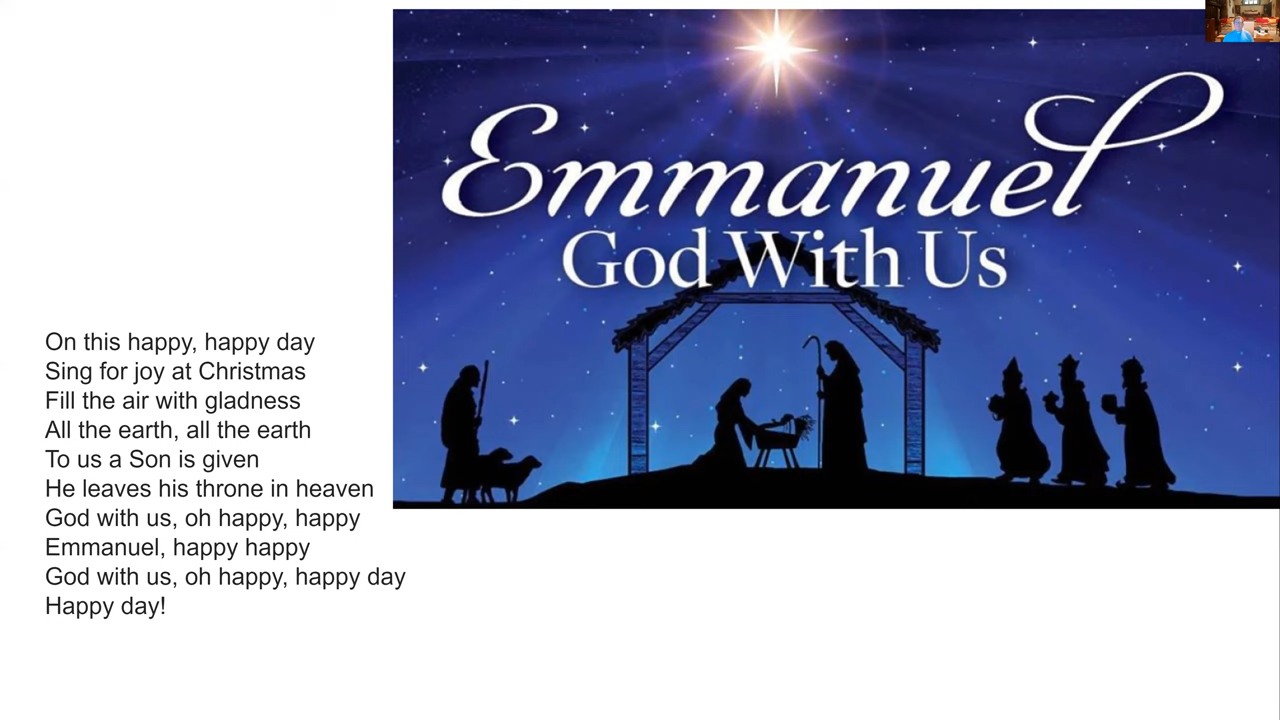 Emmanuel
God With Us
On this happy, happy day
Sing for joy at Christmas
Fill the air with gladness
All the earth, all the earth
To us a Son is given
He leaves his throne in heaven
God with us, oh happy, happy
Emmanuel, happy happy
God with us, oh happy, happy day
Happy day!